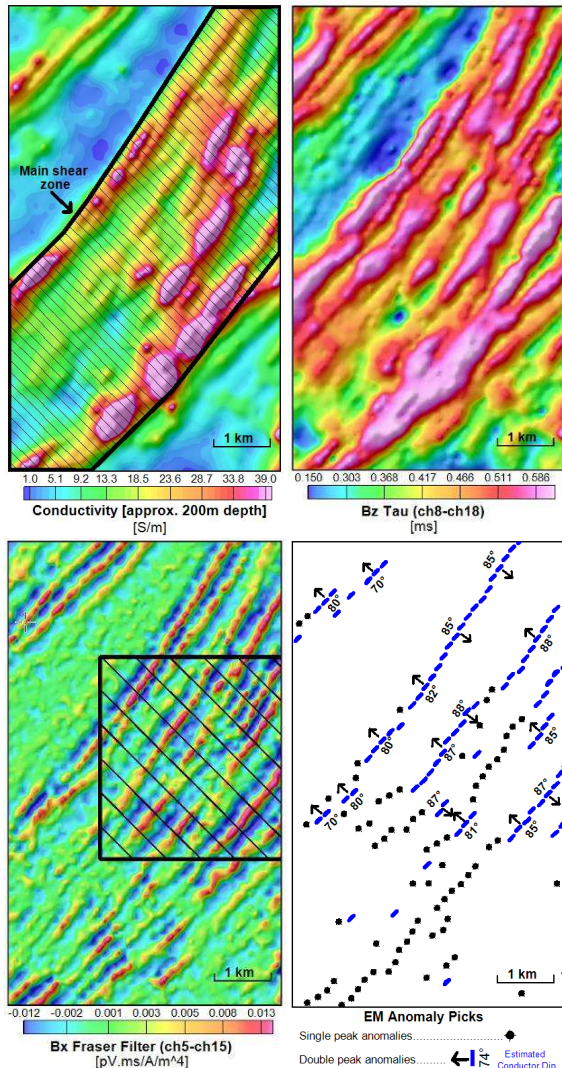 Main shear
zone
1 km
1 km
1.0 5.1 9.2 13.3 18.5 23.6 28.7 33.8 39.0
Conductivity [approx. 200m depth]
[S/m]
0.150 0.303 0.368 0.417 0.466 0.511 0.586
Bz Tau (ch8-ch18)
[ms]
85°
70°
80°
85°
88°
82°
88°
80°
87°
85°
80°
70°
87°
87°
81°
85°
1 km
1 km
-0.012 -0.005 0.001 0.003 0.005 0.008 0.013
Bx Fraser Filter (ch5-ch15)
[pV.ms/A/m^4]
EM Anomaly Picks
Single peak anomalies
Double peak anomalies
74°
Estimated
Conductor Dip